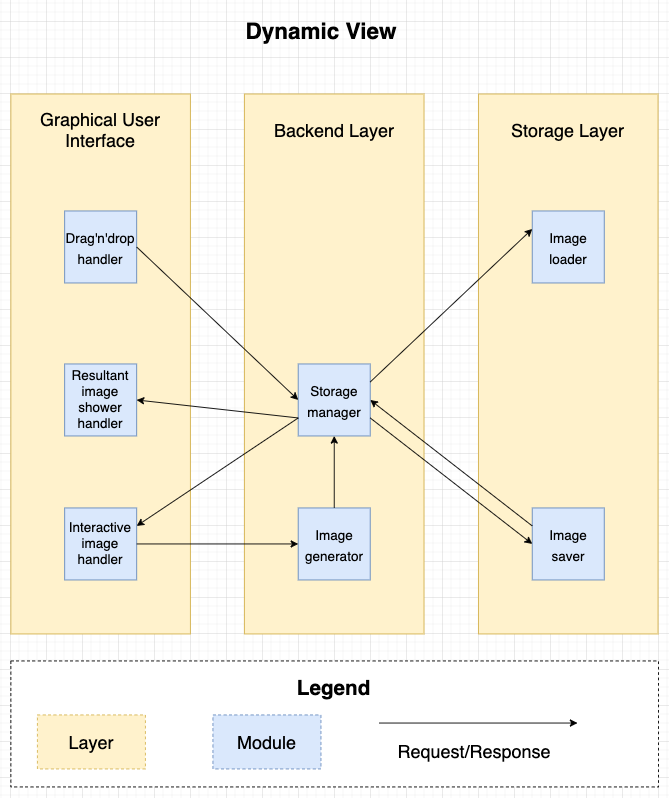 Dynamic View
Graphical User
Interface
Backend Layer
Storage Layer
Drag'n'drop
handler
Image
loader
Resultant
image
shower
handler
Storage
manager
Interactive
image
handler
Image
generator
Image
saver
Legend
Layer
Module
Request/Response